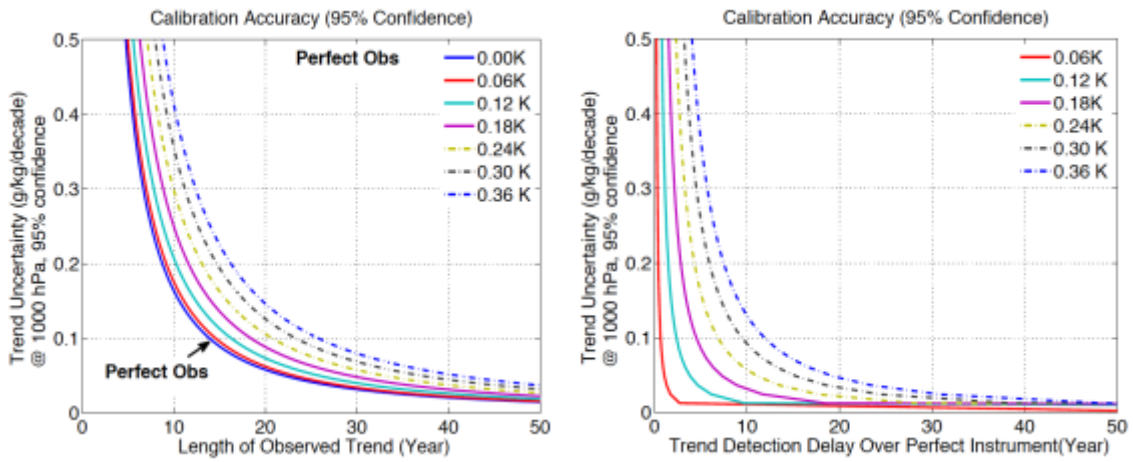 Calibration Accuracy (95% Confidence)
Trend Uncertainty (g/kg/decade)
@ 1000 hPa, 95% confidence
0.5
0.4
0.3
0.2
0.1
0
Perfect Obs
0.00K
0.06K
0.12 K
0.18K
0.24K
0.30 K
0.36 K
Perfect Obs
0 10 20 30 40 50
Length of Observed Trend (Year)
Calibration Accuracy (95% Confidence)
Trend Uncertainty (g/kg/decade)
@ 1000 hPa, 95% confidence
0.5
0.4
0.3
0.2
0.1
0
0.06K
0.12 K
0.18K
0.24K
0.30 K
0.36 K
0 10 20 30 40 50
Trend Detection Delay Over Perfect Instrument(Year)